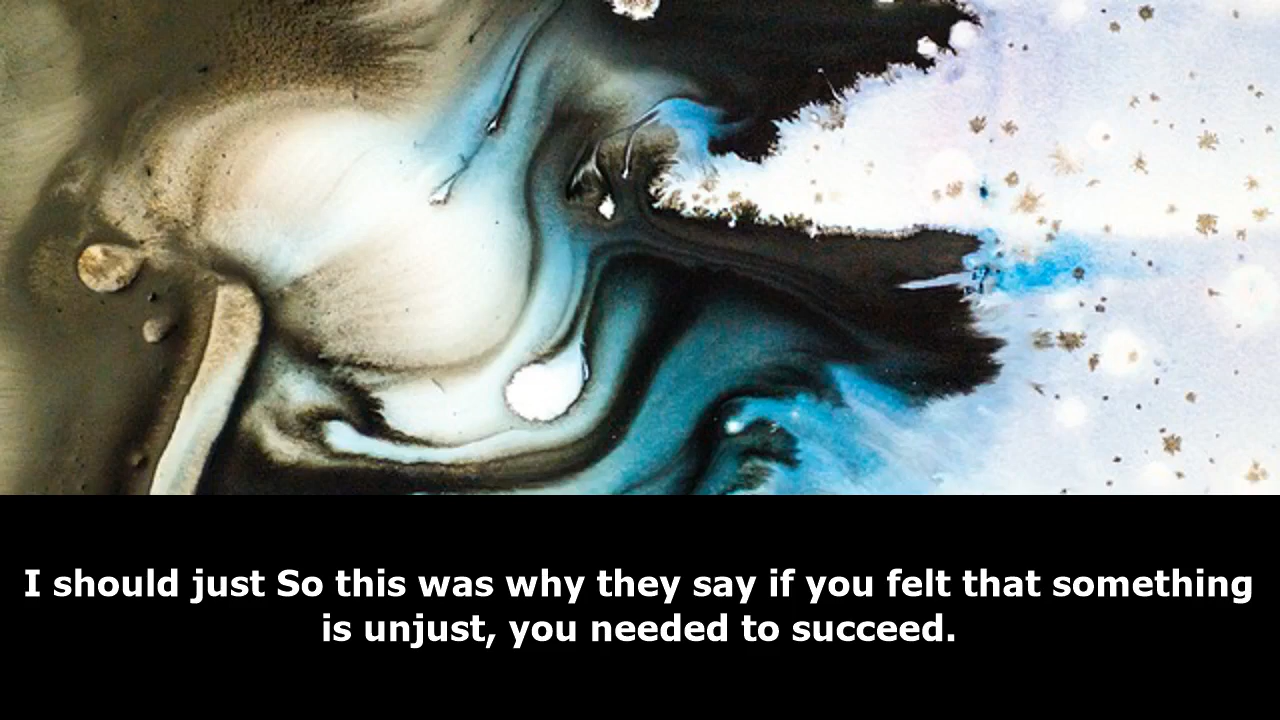 I should just So this was why they say if you felt that something
is unjust, you needed to succeed.